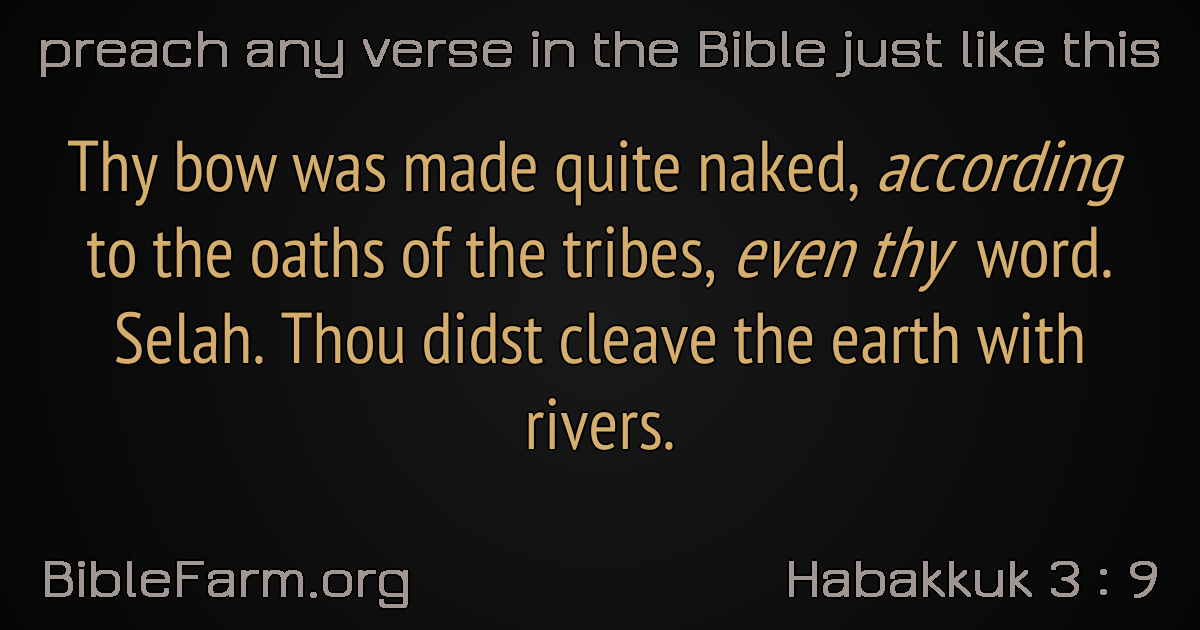 preach any verse in the Bible just like this
Thy bow was made quite naked, according
to the oaths of the tribes, even thy word.
Selah. Thou didst cleave the earth with
rivers.
BibleFarm.org
Habakkuk 3 : 9